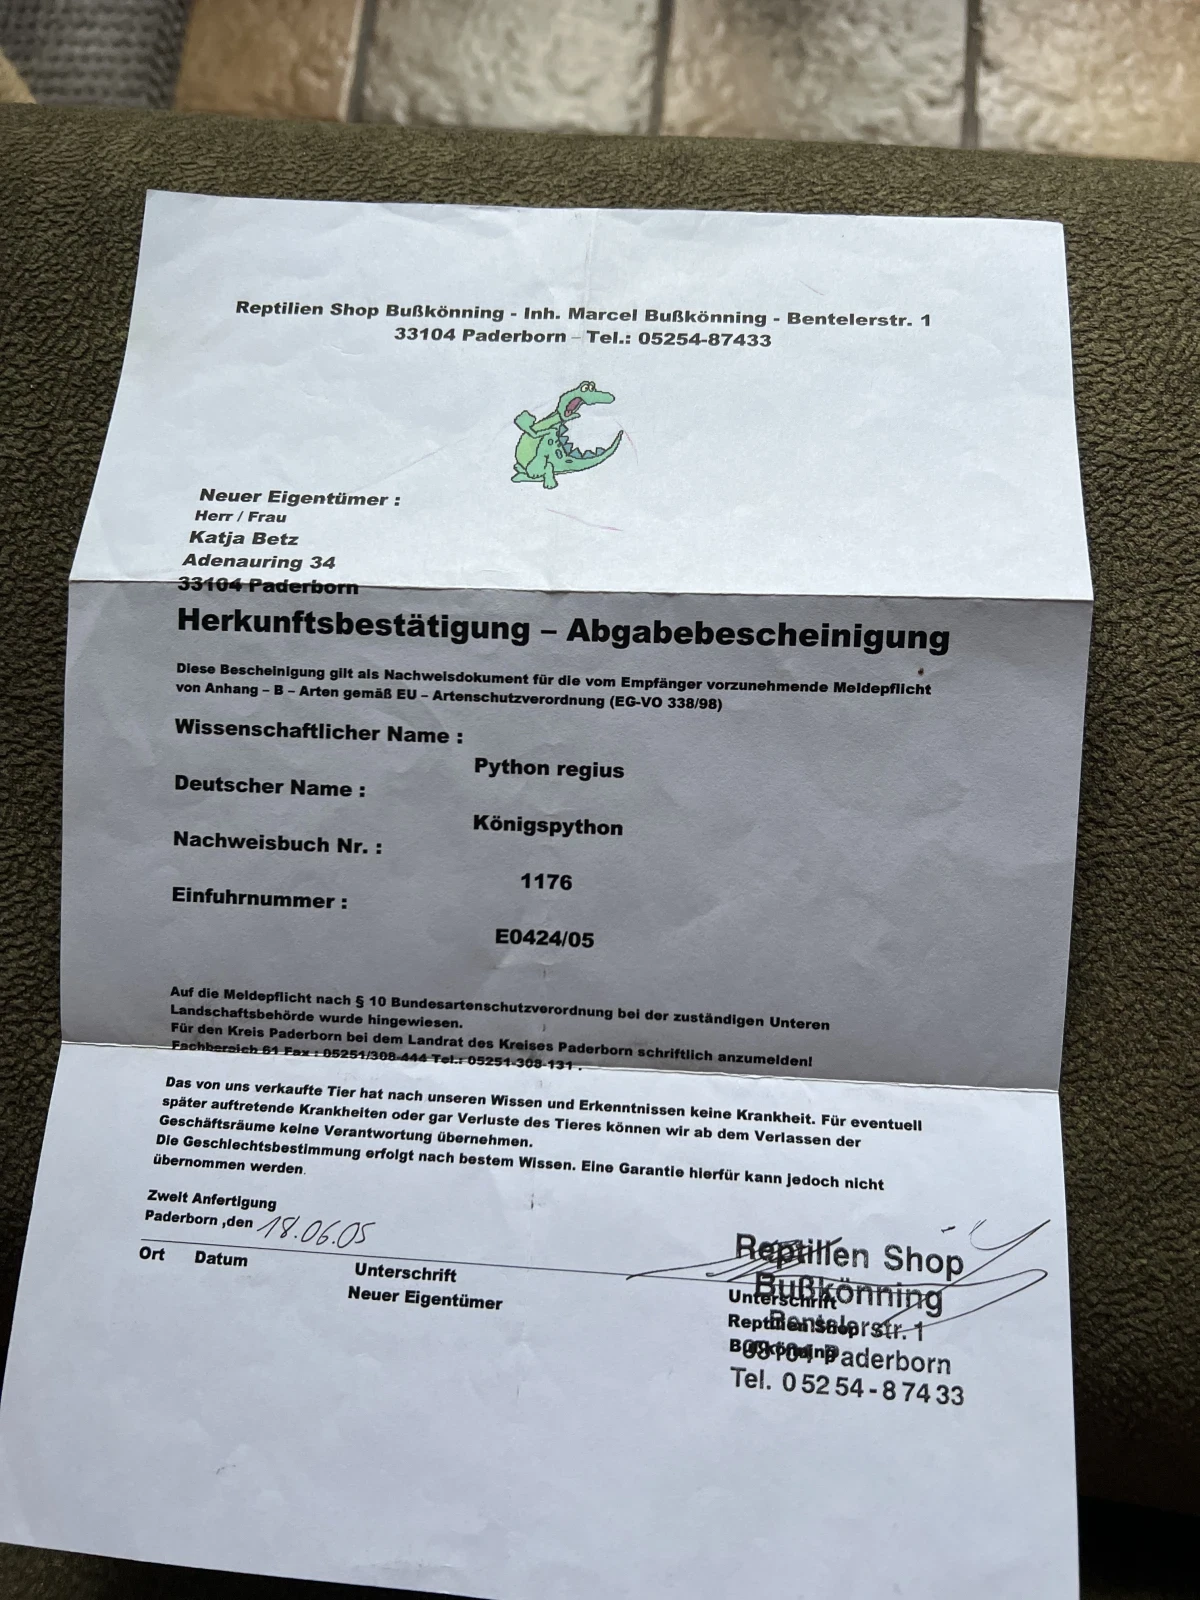 Reptilien Shop Bußkönning - Inh. Marcel Bußkönning - Bentelerstr. 1
33104 Paderborn – Tel.: 05254-87433
Neuer Eigentümer :
Herr / Frau
Katja Betz
Adenauring 34
33104 Paderborn
Herkunftsbestätigung – Abgabebescheinigung
Diese Bescheinigung gilt als Nachweisdokument für die vom Empfänger vorzunehmende Meldepflicht
von Anhang – B – Arten gemäß EU – Artenschutzverordnung (EG-VO 338/98)
Wissenschaftlicher Name :
Python regius
Deutscher Name :
Königspython
Nachweisbuch Nr. :
1176
Einfuhrnummer :
E0424/05
Auf die Meldepflicht nach § 10 Bundesartenschutzverordnung bei der zuständigen Unteren
Landschaftsbehörde wurde hingewiesen.
Für den Kreis Paderborn bei dem Landrat des Kreises Paderborn schriftlich anzumelden!
Fachbereich 61 Fax : 05251/308-444 Tel.: 05251-308-131 .
Das von uns verkaufte Tier hat nach unseren Wissen und Erkenntnissen keine Krankheit. Für eventuell
später auftretende Krankheiten oder gar Verluste des Tieres können wir ab dem Verlassen der
Geschäftsräume keine Verantwortung übernehmen.
Die Geschlechtsbestimmung erfolgt nach bestem Wissen. Eine Garantie hierfür kann jedoch nicht
übernommen werden.
Zweit Anfertigung
Paderborn ,den 18.06.05
Ort Datum
Unterschrift
Neuer Eigentümer
Unterschrift
Reptilien Shop
Bußkönning
Reptilien Shop
Bußkönning
Bentelerstr. 1
33104 Paderborn
Tel. 05254-87433